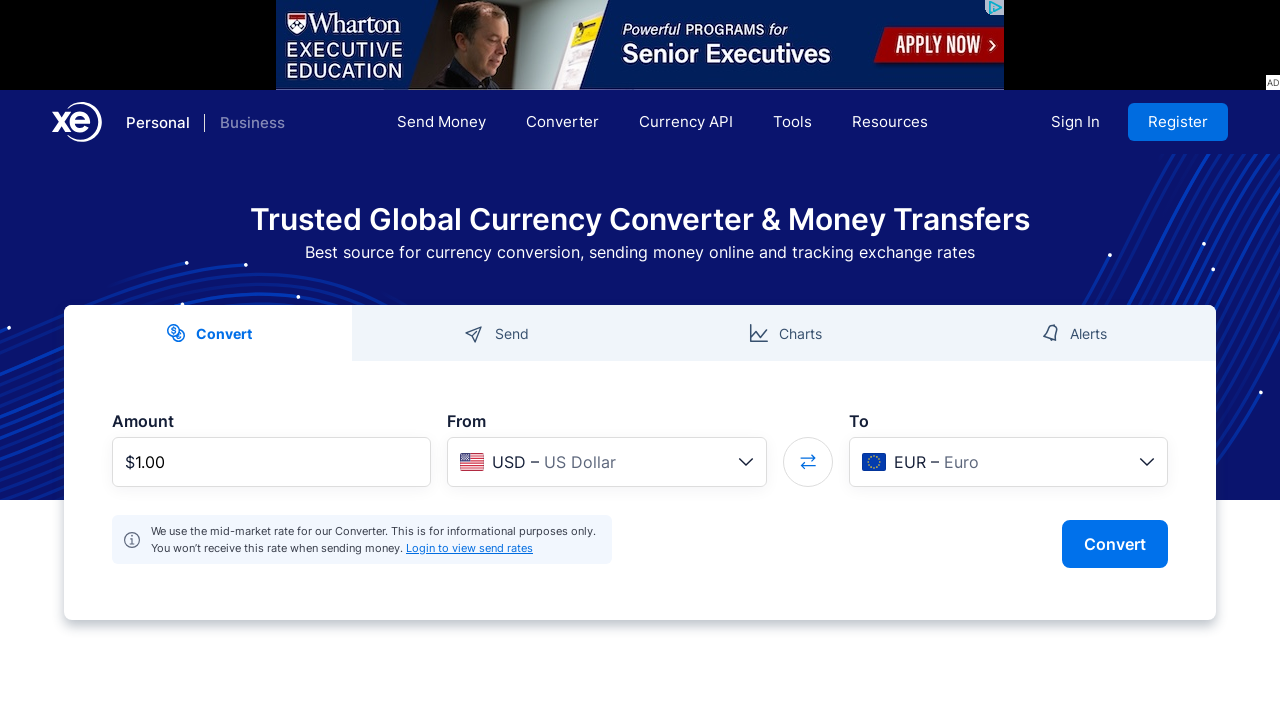 Wharton
EXECUTIVE
EDUCATION
Powerful PROGRAMS for
Senior Executives
APPLY NOW
AD
xe
Personal
Business
Send Money
Converter
Currency API
Tools
Resources
Sign In
Register
Trusted Global Currency Converter & Money Transfers
Best source for currency conversion, sending money online and tracking exchange rates
Convert
Send
Charts
Alerts
Amount
From
To
$1.00
USD – US Dollar
EUR – Euro
We use the mid-market rate for our Converter. This is for informational purposes only.
You won’t receive this rate when sending money. Login to view send rates
Convert